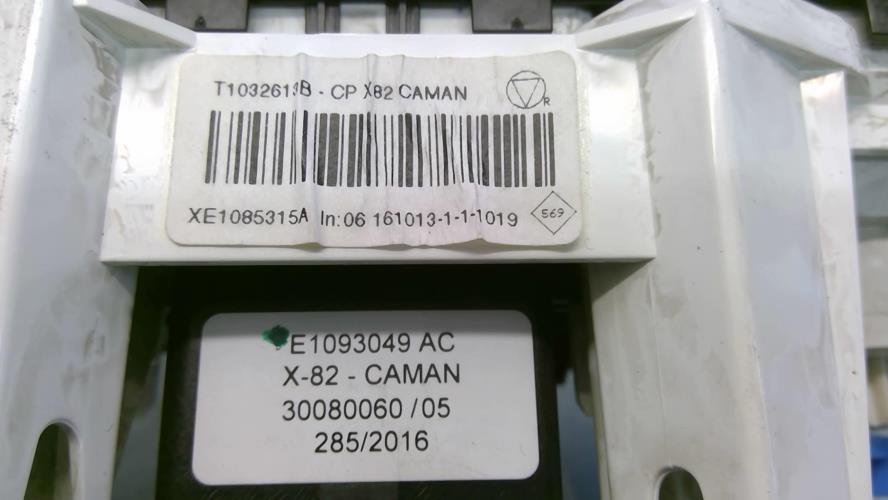 T1032613B - CP X82 CAMAN
R
XE1085315A In:06 161013-1-1-1019
569
E1093049 AC
X-82 - CAMAN
30080060 / 05
285/2016